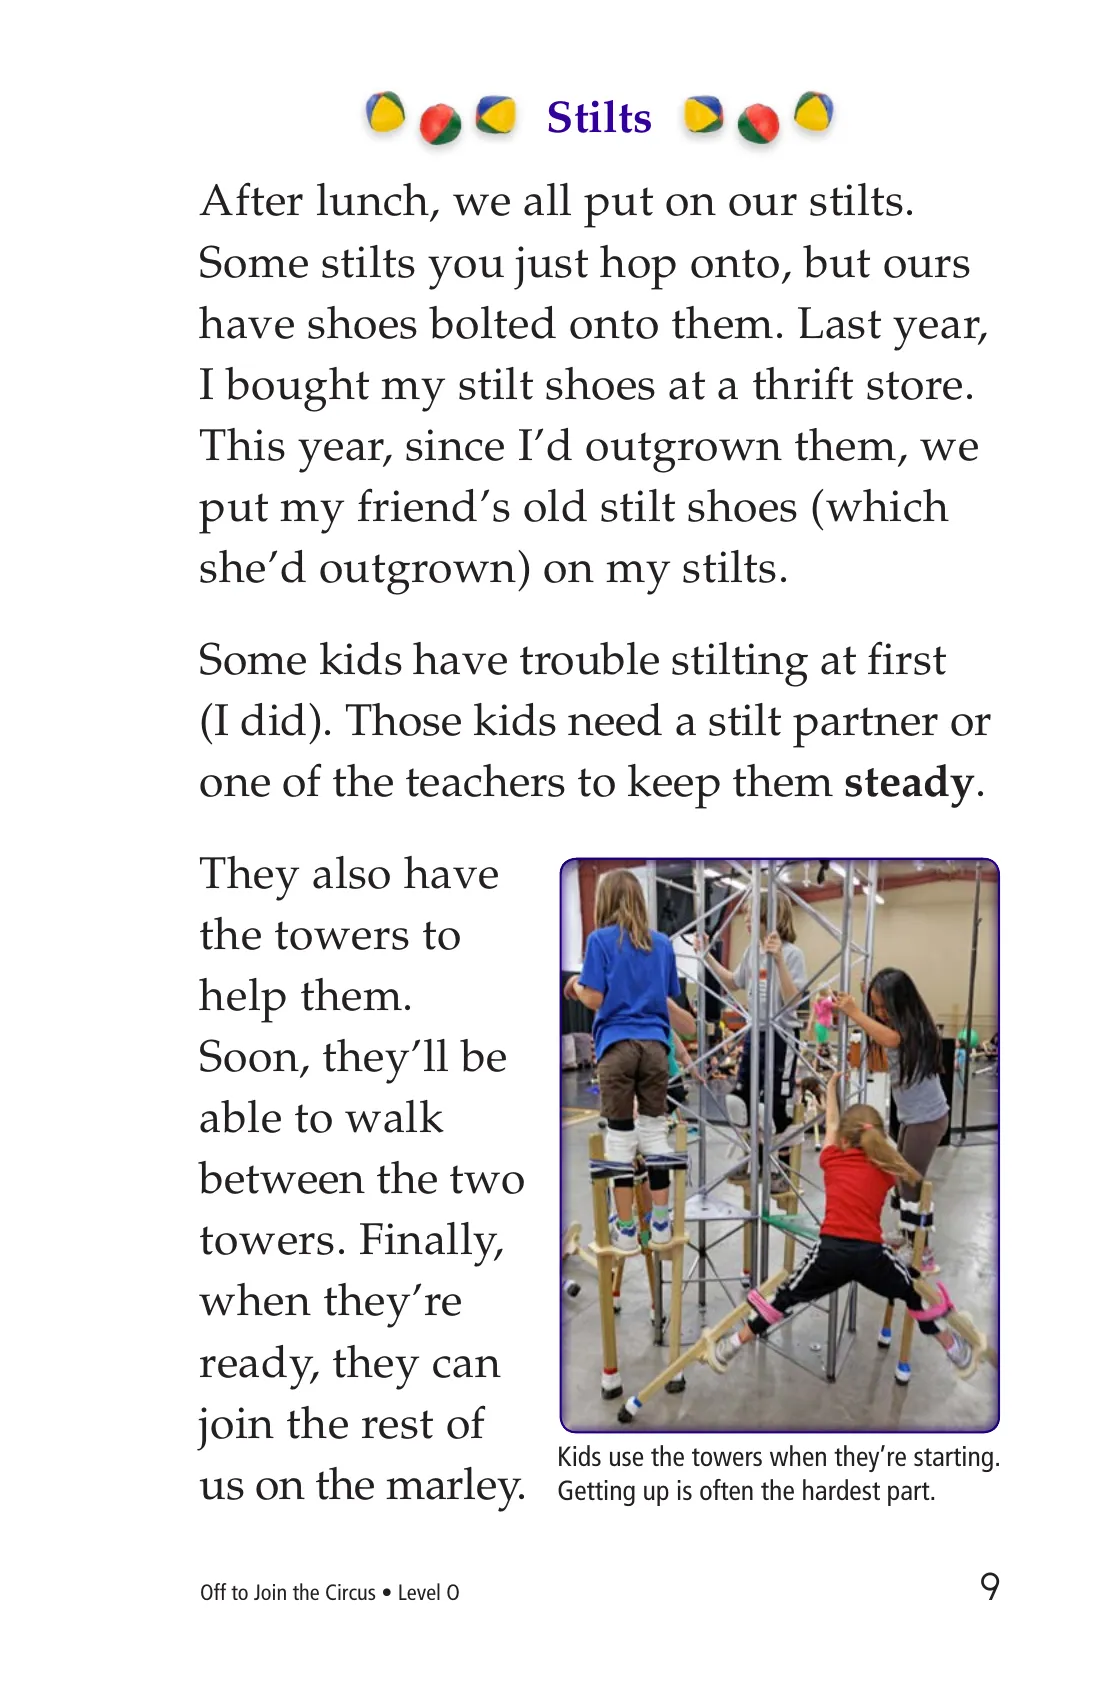 Stilts
After lunch, we all put on our stilts.
Some stilts you just hop onto, but ours
have shoes bolted onto them. Last year,
I bought my stilt shoes at a thrift store.
This year, since I’d outgrown them, we
put my friend’s old stilt shoes (which
she’d outgrown) on my stilts.
Some kids have trouble stilting at first
(I did). Those kids need a stilt partner or
one of the teachers to keep them steady.
They also have
the towers to
help them.
Soon, they’ll be
able to walk
between the two
towers. Finally,
when they’re
ready, they can
join the rest of
us on the marley.
Kids use the towers when they’re starting.
Getting up is often the hardest part.
Off to Join the Circus • Level O
9